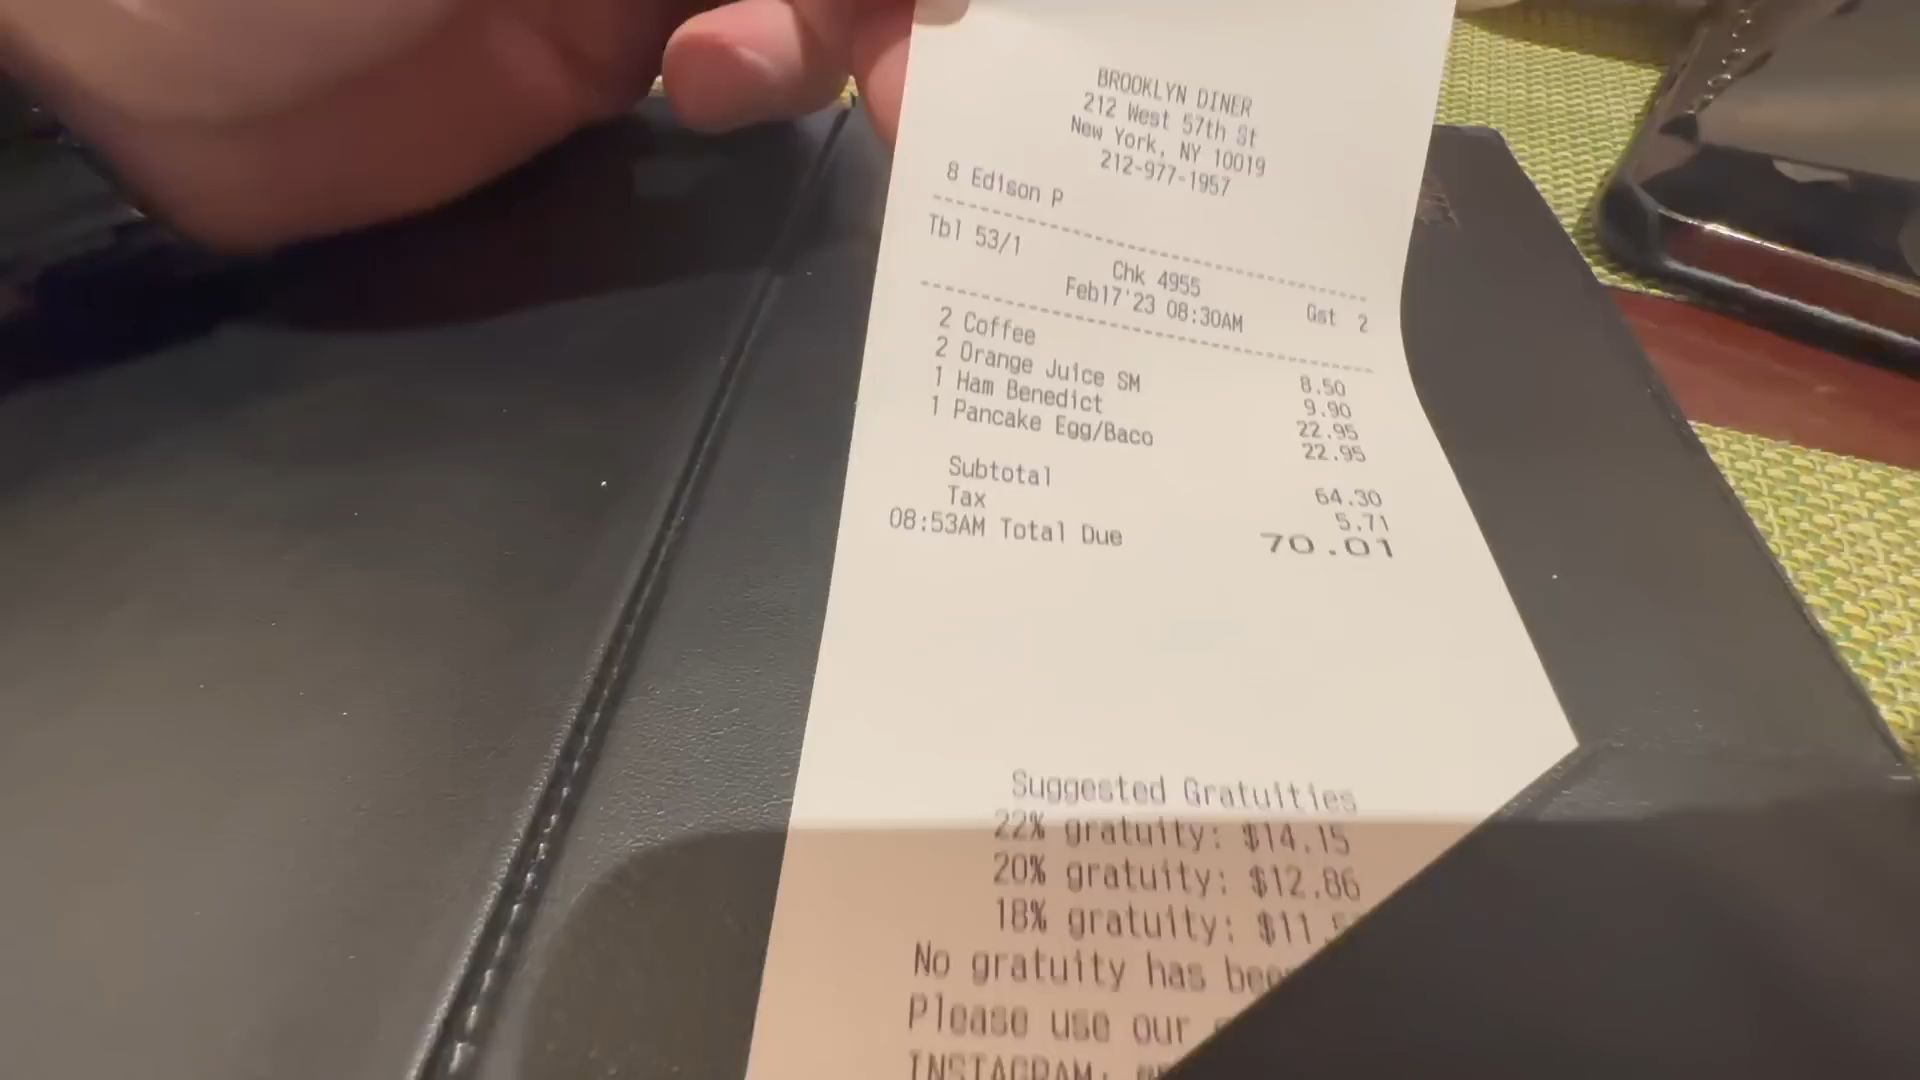 BROOKLYN DINER
212 West 57th St
New York, NY 10019
212-977-1957
8 Edison P
Tbl 53/1 Chk 4955 Gst 2
Feb17'23 08:30AM
2 Coffee 8.50
2 Orange Juice SM 9.90
1 Ham Benedict 22.95
1 Pancake Egg/Baco 22.95
Subtotal 64.30
Tax 5.71
08:53AM Total Due 70.01
Suggested Gratuities
22% gratuity: $14.15
20% gratuity: $12.86
18% gratuity: $11.5
No gratuity has been
Please use our
INSTAGRAM: